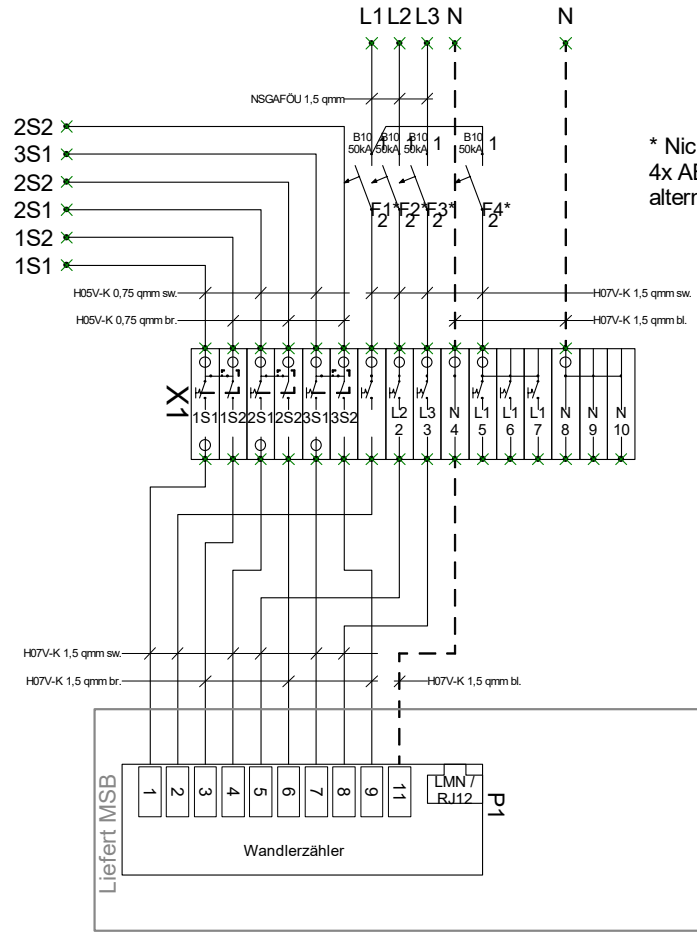 L1 L2 L3 N N
NSGAFÖU 1,5 qmm
2S2
3S1
2S2
2S1
1S2
1S1
B10 B10 B10 B10
50kA 50kA 50kA 50kA
1 1 1 1
* Nic
4x AB
altern
F1* F2* F3* F4*
2 2 2 2
H05V-K 0,75 qmm sw. H07V-K 1,5 qmm sw.
H05V-K 0,75 qmm br. H07V-K 1,5 qmm bl.
X1
1S1 1S2 2S1 2S2 3S1 3S2 L2 L3 N L1 L1 L1 N N N
2 3 4 5 6 7 8 9 10
H07V-K 1,5 qmm sw.
H07V-K 1,5 qmm br. H07V-K 1,5 qmm bl.
Liefert MSB
1 2 3 4 5 6 7 8 9 11
LMN /
RJ12
P1
Wandlerzähler